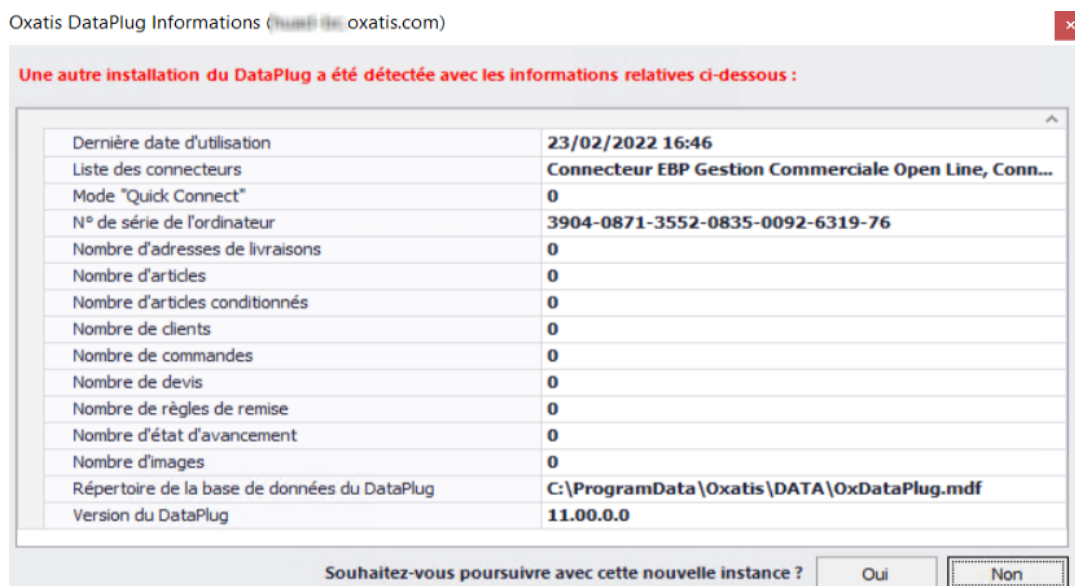 Oxatis DataPlug Informations ( oxatis.com)
Une autre installation du DataPlug a été détectée avec les informations relatives ci-dessous :
Dernière date d'utilisation 23/02/2022 16:46
Liste des connecteurs Connecteur EBP Gestion Commerciale Open Line, Conn...
Mode "Quick Connect" 0
N° de série de l'ordinateur 3904-0871-3552-0835-0092-6319-76
Nombre d'adresses de livraisons 0
Nombre d'articles 0
Nombre d'articles conditionnés 0
Nombre de clients 0
Nombre de commandes 0
Nombre de devis 0
Nombre de règles de remise 0
Nombre d'état d'avancement 0
Nombre d'images 0
Répertoire de la base de données du DataPlug C:\ProgramData\Oxatis\DATA\OxDataPlug.mdf
Version du DataPlug 11.00.0.0
Souhaitez-vous poursuivre avec cette nouvelle instance ? Oui Non